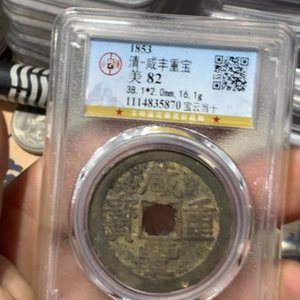 1853
清-咸丰重宝
美 82
38.1*2.0mm, 16.1g
1114835870 宝云当十
咸
豐
重
寶